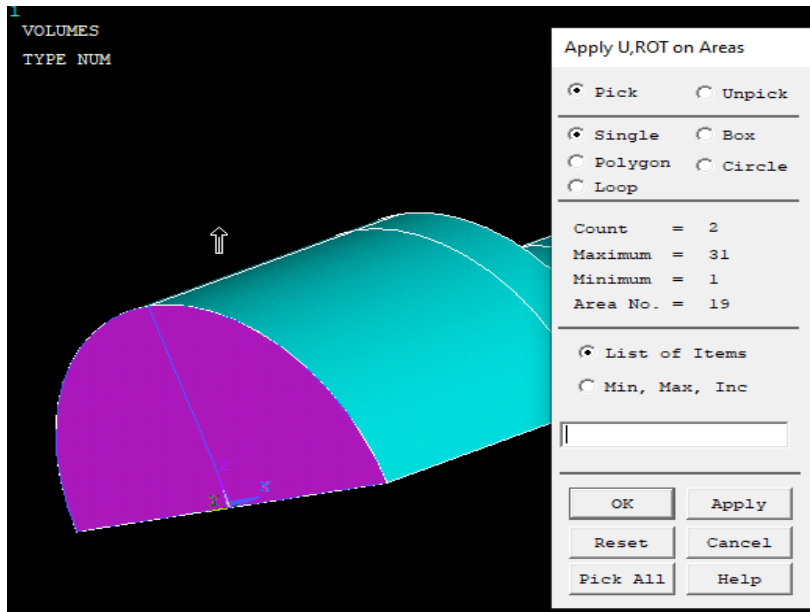 1
VOLUMES
TYPE NUM
Z
X
Y
Apply U,ROT on Areas
Pick Unpick
Single Box
Polygon Circle
Loop
Count = 2
Maximum = 31
Minimum = 1
Area No. = 19
List of Items
Min, Max, Inc
OK Apply
Reset Cancel
Pick All Help